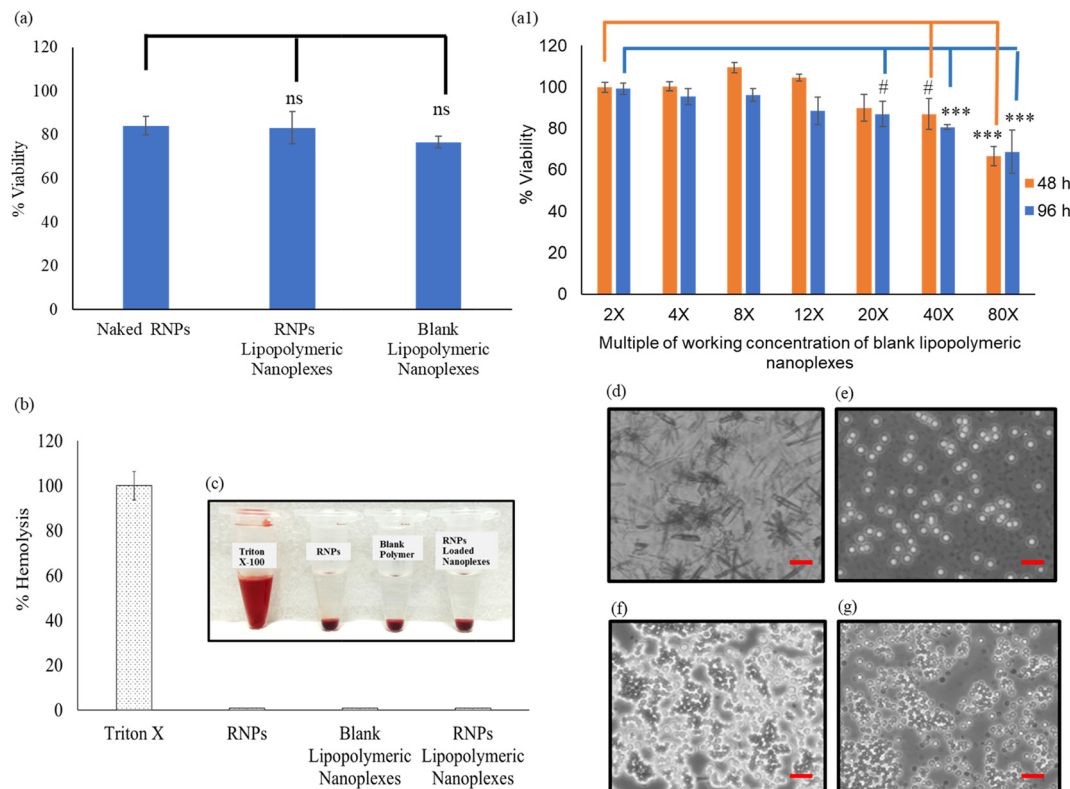 (a)
120
100
80
60
40
20
0
% Viability
ns
ns
Naked RNPs
RNPs
Lipopolymeric
Nanoplexes
Blank
Lipopolymeric
Nanoplexes
(a1)
120
100
80
60
40
20
0
% Viability
#
#
***
***
***
48 h
96 h
2X
4X
8X
12X
20X
40X
80X
Multiple of working concentration of blank lipopolymeric
nanoplexes
(b)
120
100
80
60
40
20
0
% Hemolysis
Triton X
RNPs
Blank
Lipopolymeric
Nanoplexes
RNPs
Lipopolymeric
Nanoplexes
(c)
Triton
X-100
RNPs
Blank
Polymer
RNPs
Loaded
Nanoplexes
(d)
(e)
(f)
(g)